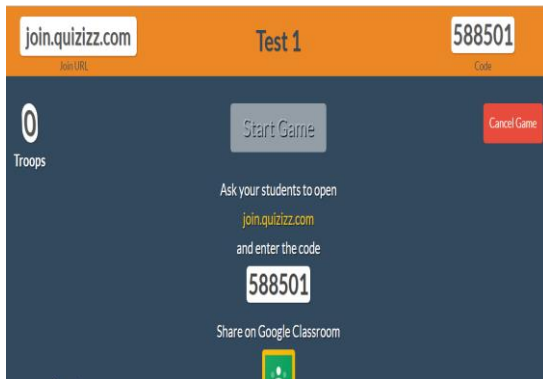 join.quizizz.com
Join URL
Test 1
588501
Code
0
Troops
Start Game
Cancel Game
Ask your students to open
join.quizizz.com
and enter the code
588501
Share on Google Classroom